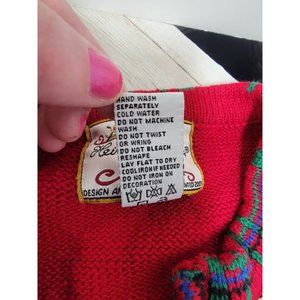 HAND WASH
SEPARATELY
COLD WATER
DO NOT MACHINE
WASH
DO NOT TWIST
OR WRING
DO NOT BLEACH
RESHAPE
LAY FLAT TO DRY
COOL IRON IF NEEDED
DO NOT IRON ON
DECORATION
DESIGN